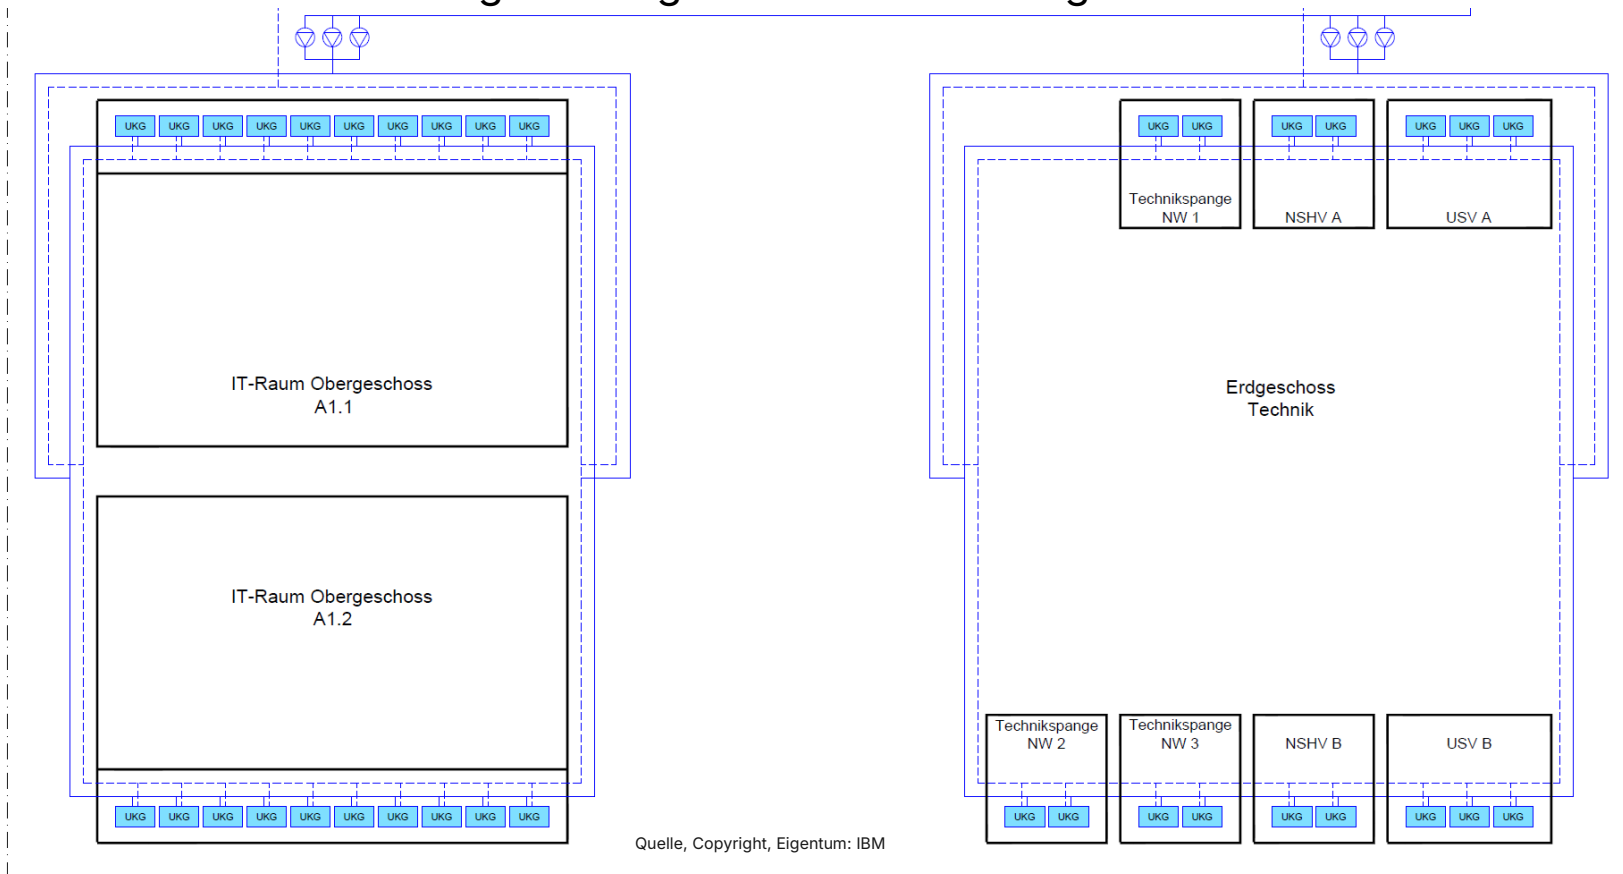 UKG UKG UKG UKG UKG UKG UKG UKG UKG UKG
UKG UKG UKG UKG UKG UKG UKG
Technikspange
NW 1
NSHV A
USV A
IT-Raum Obergeschoss
A1.1
Erdgeschoss
Technik
IT-Raum Obergeschoss
A1.2
Technikspange
NW 2
Technikspange
NW 3
NSHV B
USV B
UKG UKG UKG UKG UKG UKG UKG UKG UKG UKG
UKG UKG UKG UKG UKG UKG UKG UKG UKG
Quelle, Copyright, Eigentum: IBM